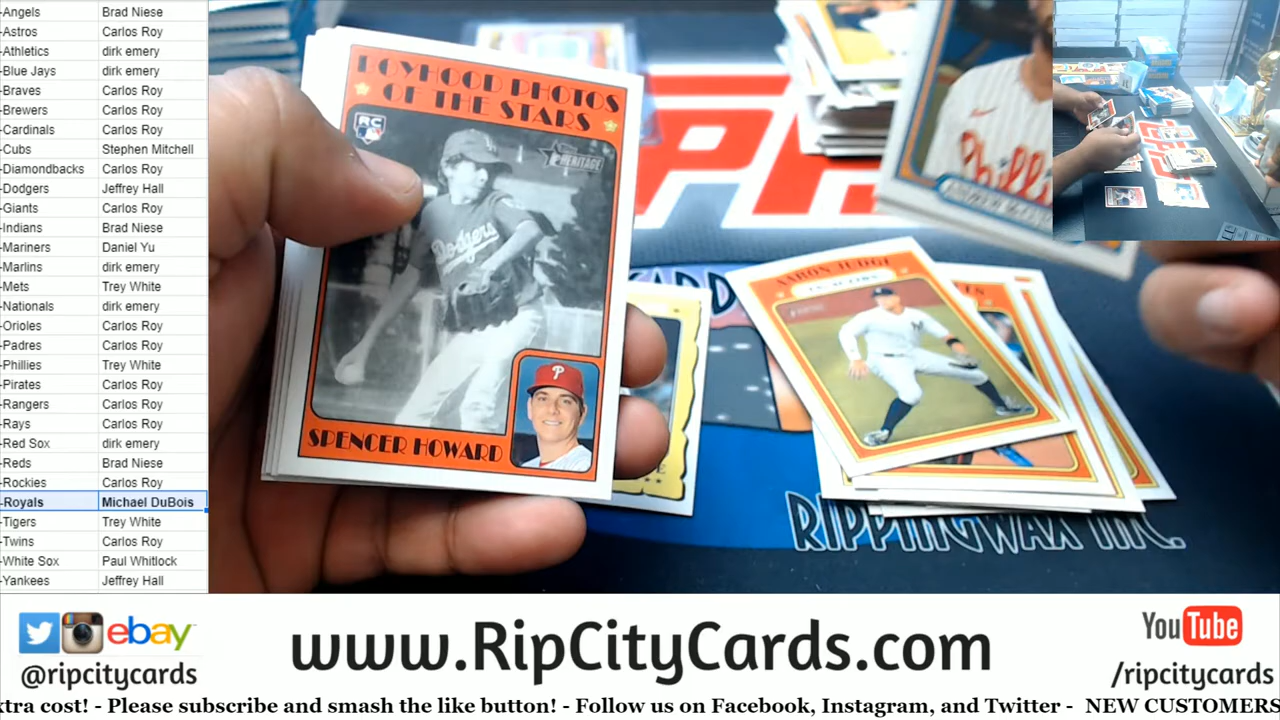 -Angels Brad Niese
-Astros Carlos Roy
-Athletics dirk emery
-Blue Jays dirk emery
-Braves Carlos Roy
-Brewers Carlos Roy
-Cardinals Carlos Roy
-Cubs Stephen Mitchell
-Diamondbacks Carlos Roy
-Dodgers Jeffrey Hall
-Giants Carlos Roy
-Indians Brad Niese
-Mariners Daniel Yu
-Marlins dirk emery
-Mets Trey White
-Nationals dirk emery
-Orioles Carlos Roy
-Padres Carlos Roy
-Phillies Trey White
-Pirates Carlos Roy
-Rangers Carlos Roy
-Rays Carlos Roy
-Red Sox dirk emery
-Reds Brad Niese
-Rockies Carlos Roy
-Royals Michael DuBois
-Tigers Trey White
-Twins Carlos Roy
-White Sox Paul Whitlock
-Yankees Jeffrey Hall
BOYHOOD PHOTOS
OF THE STARS
RC
HERITAGE
Dodgers
P
SPENCER HOWARD
Phillies
AARON JUDGE
IN ACTION
RIPPINGWAX INC.
ebay
@ripcitycards
www.RipCityCards.com
YouTube
/ripcitycards
xtra cost! - Please subscribe and smash the like button! - Follow us on Facebook, Instagram, and Twitter - NEW CUSTOMERS